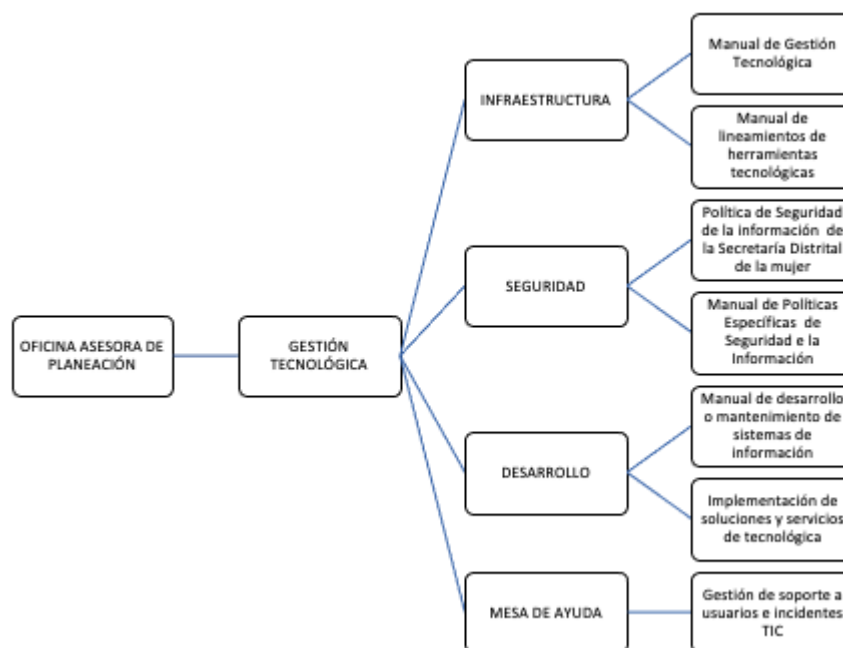 Manual de Gestión
Tecnológica
INFRAESTRUCTURA
Manual de
lineamientos de
herramientas
tecnológicas
Política de Seguridad
de la información de
la Secretaría Distrital
de la mujer
SEGURIDAD
Manual de Políticas
Específicas de
Seguridad e la
Información
OFICINA ASESORA DE
PLANEACIÓN
GESTIÓN
TECNOLÓGICA
Manual de desarrollo
o mantenimiento de
sistemas de
información
DESARROLLO
Implementación de
soluciones y servicios
de tecnológica
MESA DE AYUDA
Gestión de soporte a
usuarios e incidentes
TIC